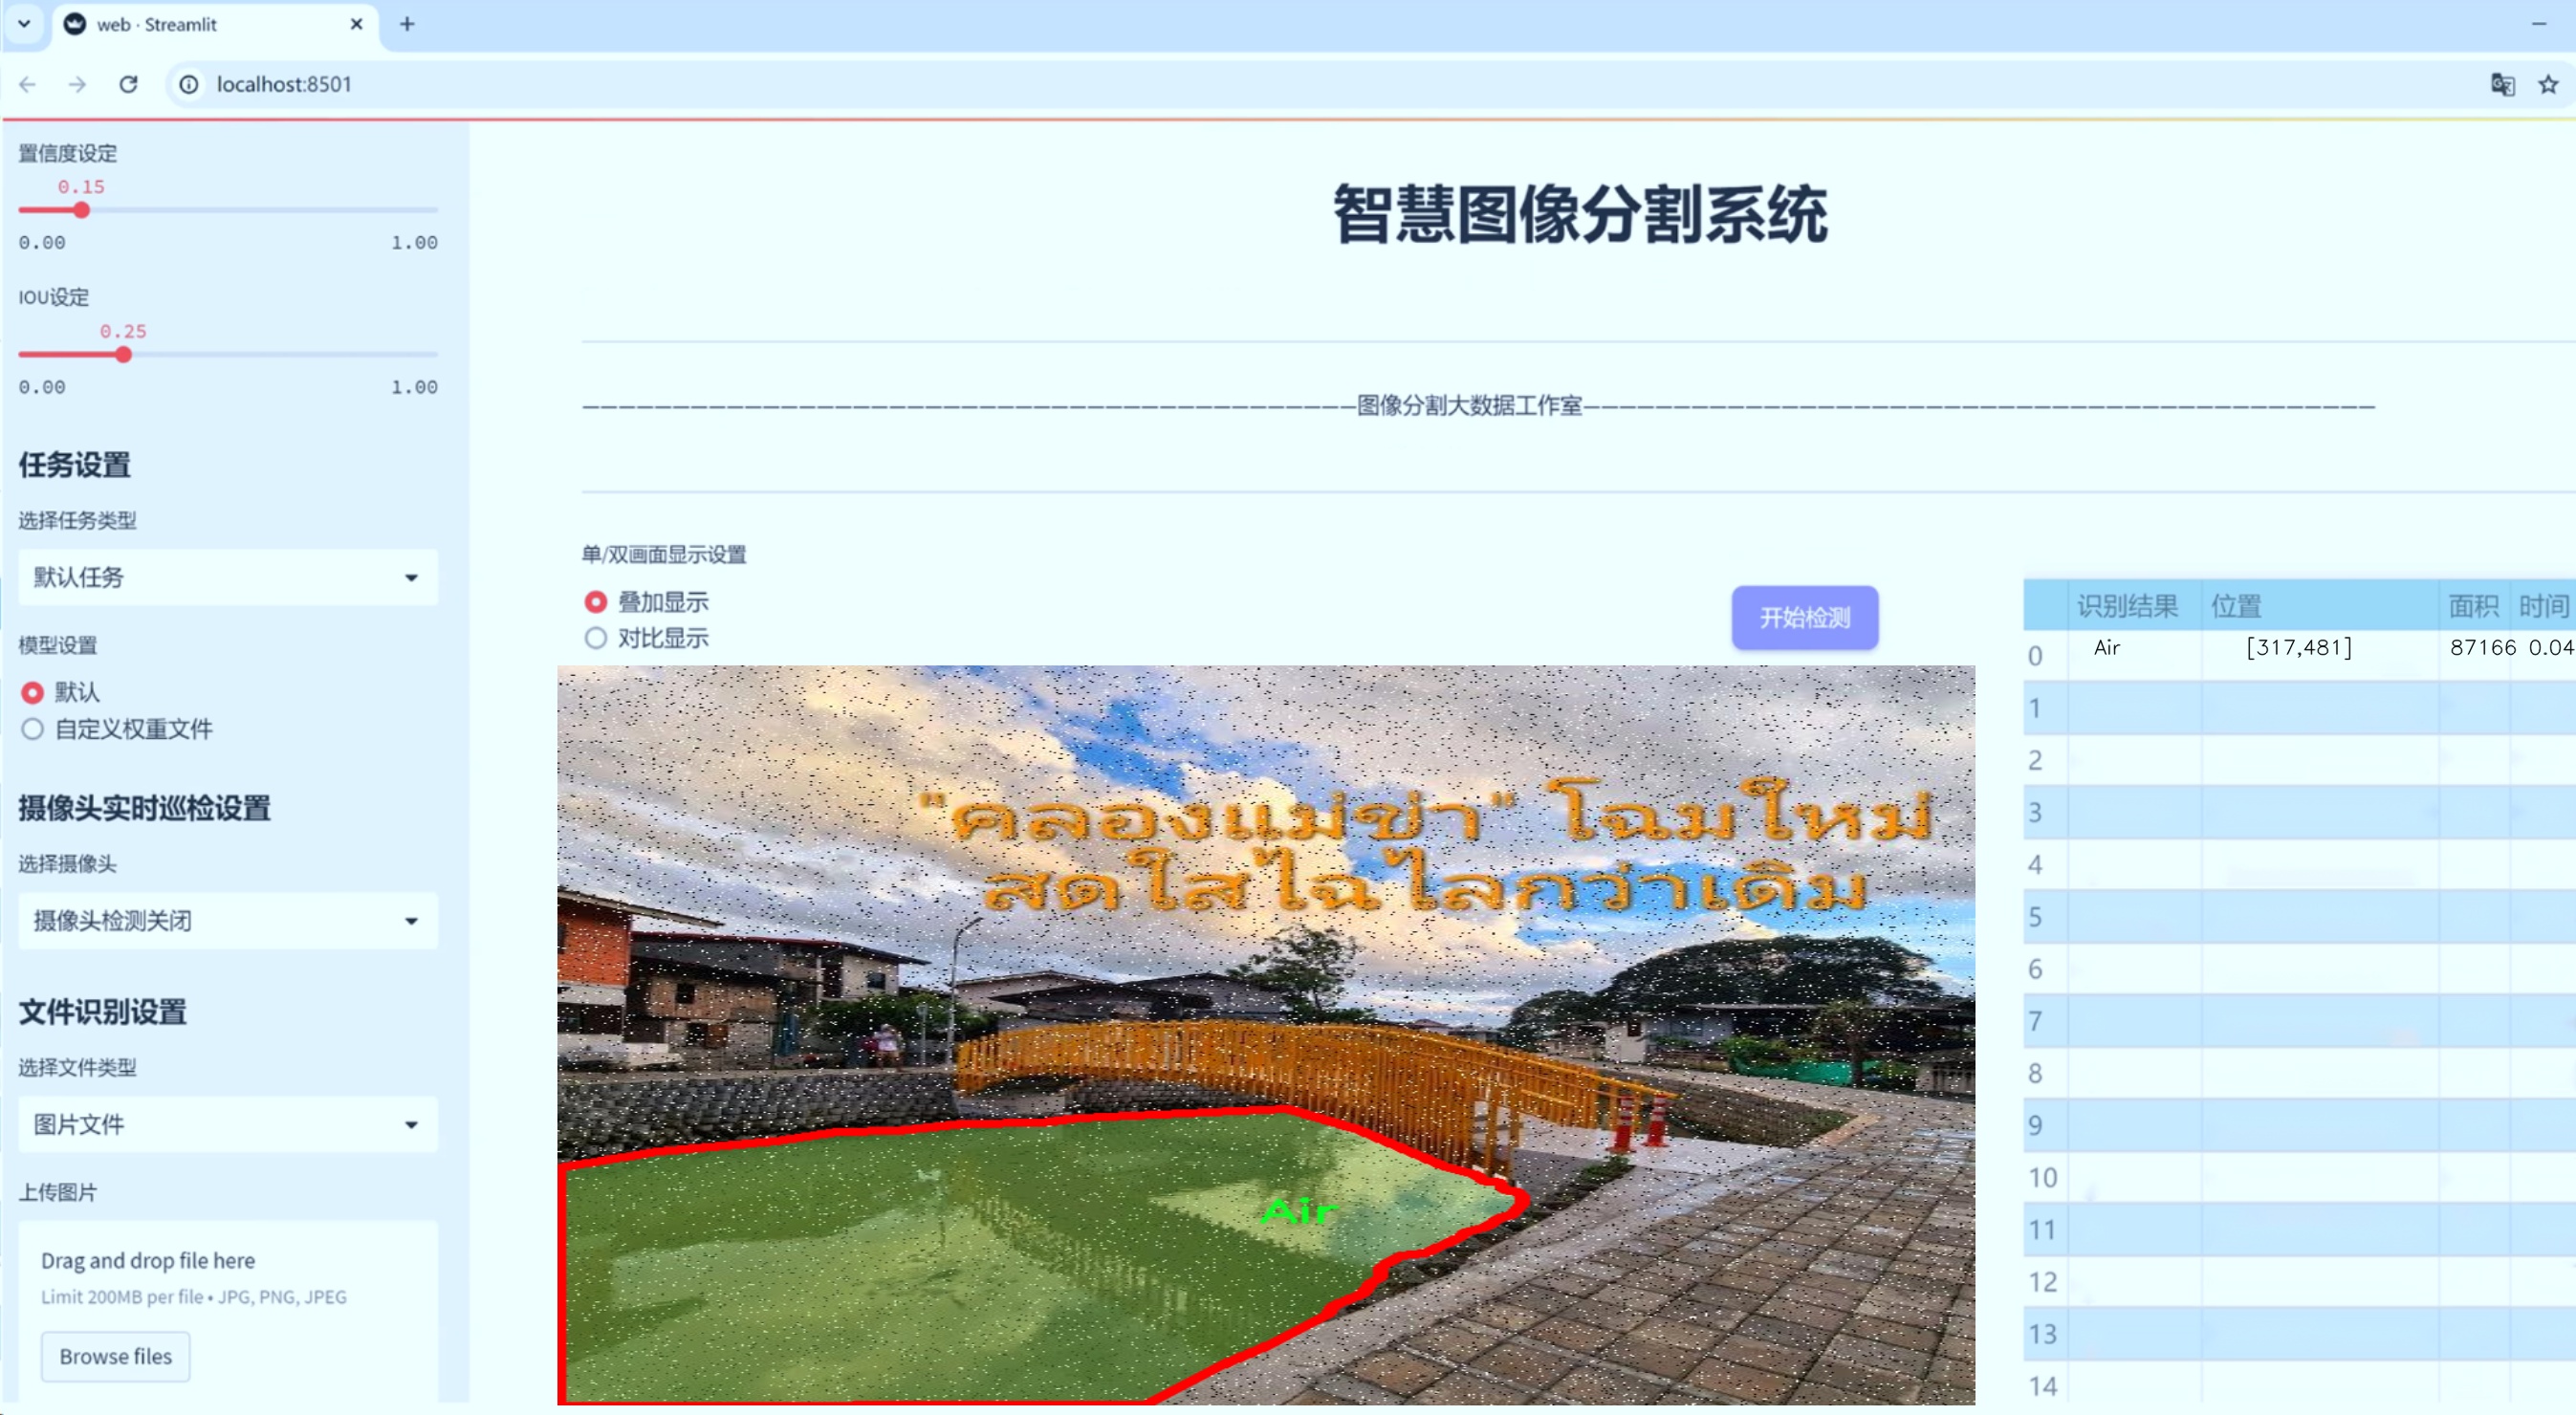 web · Streamlit
localhost:8501
置信度设定
0.15
0.00 1.00
IOU设定
0.25
0.00 1.00
任务设置
选择任务类型
默认任务
模型设置
默认
自定义权重文件
摄像头实时巡检设置
选择摄像头
摄像头检测关闭
文件识别设置
选择文件类型
图片文件
上传图片
Drag and drop file here
Limit 200MB per file • JPG, PNG, JPEG
Browse files
智慧图像分割系统
图像分割大数据工作室
单/双画面显示设置
叠加显示
对比显示
开始检测
"คลองแม่ข่า" โฉมใหม่
สดใสไฉไลกว่าเดิม
Air
识别结果 位置 面积 时间
0 Air [317,481] 87166 0.04
1
2
3
4
5
6
7
8
9
10
11
12
13
14